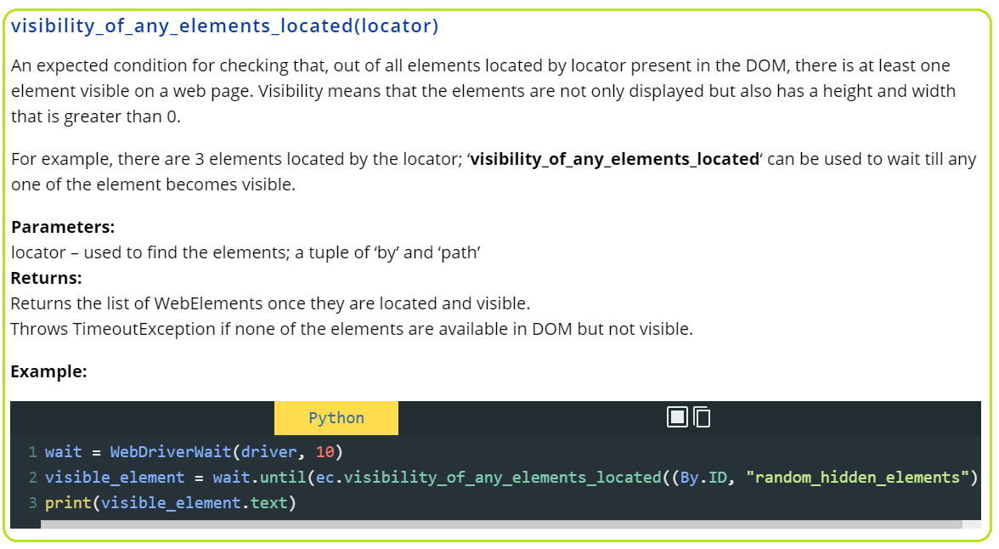 visibility_of_any_elements_located(locator)
An expected condition for checking that, out of all elements located by locator present in the DOM, there is at least one
element visible on a web page. Visibility means that the elements are not only displayed but also has a height and width
that is greater than 0.
For example, there are 3 elements located by the locator; ‘visibility_of_any_elements_located‘ can be used to wait till any
one of the element becomes visible.
Parameters:
locator – used to find the elements; a tuple of ‘by’ and ‘path’
Returns:
Returns the list of WebElements once they are located and visible.
Throws TimeoutException if none of the elements are available in DOM but not visible.
Example:
Python
1 wait = WebDriverWait(driver, 10)
2 visible_element = wait.until(ec.visibility_of_any_elements_located((By.ID, "random_hidden_elements")
3 print(visible_element.text)